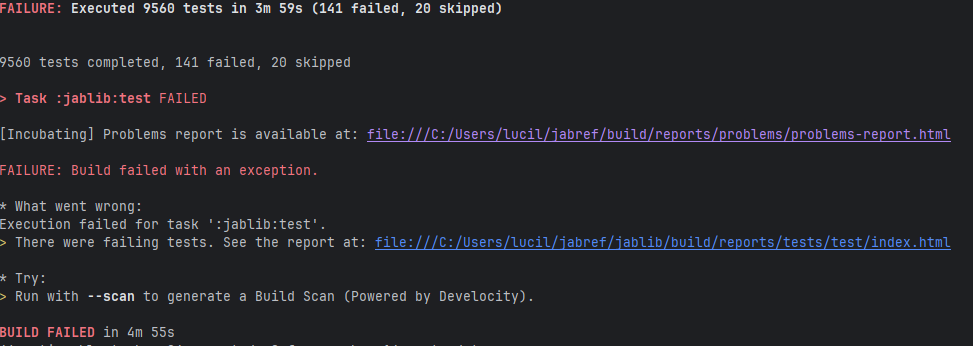 FAILURE: Executed 9560 tests in 3m 59s (141 failed, 20 skipped)
9560 tests completed, 141 failed, 20 skipped
> Task :jablib:test FAILED
[Incubating] Problems report is available at: file:///C:/Users/lucil/jabref/build/reports/problems/problems-report.html
FAILURE: Build failed with an exception.
* What went wrong:
Execution failed for task ':jablib:test'.
> There were failing tests. See the report at: file:///C:/Users/lucil/jabref/jablib/build/reports/tests/test/index.html
* Try:
> Run with --scan to generate a Build Scan (Powered by Develocity).
BUILD FAILED in 4m 55s